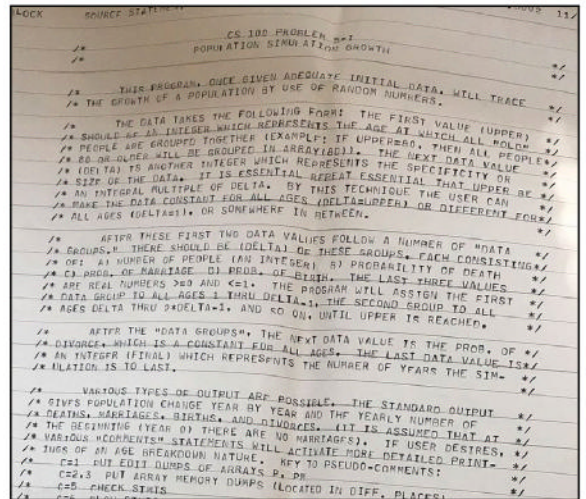 LOCK SOURCE STATEMENT 11/
/* CS 100 PROBLEM */
/* POPULATION SIMULATION GROWTH */
/* THIS PROGRAM, ONCE GIVEN ADEQUATE INITIAL DATA, WILL TRACE */
/* THE GROWTH OF A POPULATION BY USE OF RANDOM NUMBERS. */
/* THE DATA TAKES THE FOLLOWING FORM: THE FIRST VALUE (UPPER) */
/* SHOULD BE AN INTEGER WHICH REPRESENTS THE AGE AT WHICH ALL "OLD" */
/* PEOPLE ARE GROUPED TOGETHER (EXAMPLE: IF UPPER=80, THEN ALL PEOPLE*/
/* 80 OR OLDER WILL BE GROUPED IN ARRAY(80)). THE NEXT DATA VALUE */
/* (DELTA) IS ANOTHER INTEGER WHICH REPRESENTS THE SPECIFICITY OR */
/* SIZE OF THE DATA. IT IS ESSENTIAL REPEAT ESSENTIAL THAT UPPER BE */
/* AN INTEGRAL MULTIPLE OF DELTA. BY THIS TECHNIQUE THE USER CAN */
/* MAKE THE DATA CONSTANT FOR ALL AGES (DELTA=UPPER) OR DIFFERENT FOR*/
/* ALL AGES (DELTA=1), OR SOMEWHERE IN BETWEEN. */
/* AFTER THESE FIRST TWO DATA VALUES FOLLOW A NUMBER OF "DATA */
/* GROUPS." THERE SHOULD BE (DELTA) OF THESE GROUPS, EACH CONSISTING*/
/* OF: A) NUMBER OF PEOPLE (AN INTEGER) B) PROBABILITY OF DEATH */
/* C) PROB. OF MARRIAGE D) PROB. OF BIRTH. THE LAST THREE VALUES */
/* ARE REAL NUMBERS >=0 AND <=1. THE PROGRAM WILL ASSIGN THE FIRST */
/* DATA GROUP TO ALL AGES 1 THRU DELTA-1, THE SECOND GROUP TO ALL */
/* AGES DELTA THRU 2*DELTA-1, AND SO ON, UNTIL UPPER IS REACHED. */
/* AFTER THE "DATA GROUPS", THE NEXT DATA VALUE IS THE PROB. OF */
/* DIVORCE, WHICH IS A CONSTANT FOR ALL AGES. THE LAST DATA VALUE IS*/
/* AN INTEGER (FINAL) WHICH REPRESENTS THE NUMBER OF YEARS THE SIM- */
/* ULATION IS TO LAST. */
/* VARIOUS TYPES OF OUTPUT ARE POSSIBLE. THE STANDARD OUTPUT */
/* GIVES POPULATION CHANGE YEAR BY YEAR AND THE YEARLY NUMBER OF */
/* DEATHS, MARRIAGES, BIRTHS, AND DIVORCES. (IT IS ASSUMED THAT AT */
/* THE BEGINNING (YEAR 0) THERE ARE NO MARRIAGES). IF USER DESIRES, */
/* VARIOUS "COMMENTS" STATEMENTS WILL ACTIVATE MORE DETAILED PRINT- */
/* INGS OF AN AGE BREAKDOWN NATURE. KEY TO PSEUDO-COMMENTS: */
/* C=1 PUT EDIT DUMPS OF ARRAYS P, PM */
/* C=2,3 PUT ARRAY MEMORY DUMPS (LOCATED IN DIFF. PLACES) */
/* C=5 CHECK STMTS